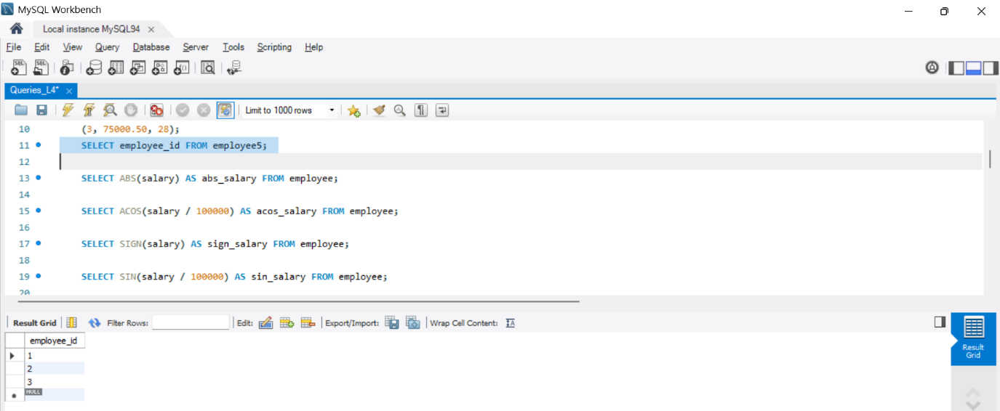 MySQL Workbench
Local instance MySQL94
File Edit View Query Database Server Tools Scripting Help
Queries_L4*
Limit to 1000 rows
10 (3, 75000.50, 28);
11 SELECT employee_id FROM employee5;
12
13 SELECT ABS(salary) AS abs_salary FROM employee;
14
15 SELECT ACOS(salary / 100000) AS acos_salary FROM employee;
16
17 SELECT SIGN(salary) AS sign_salary FROM employee;
18
19 SELECT SIN(salary / 100000) AS sin_salary FROM employee;
20
Result Grid Filter Rows: Edit: Export/Import: Wrap Cell Content:
employee_id
1
2
3
NULL
Result
Grid